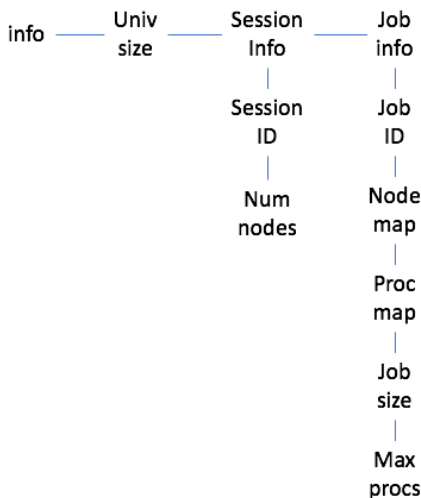 info
Univ
size
Session
Info
Job
info
Session
ID
Job
ID
Num
nodes
Node
map
Proc
map
Job
size
Max
procs